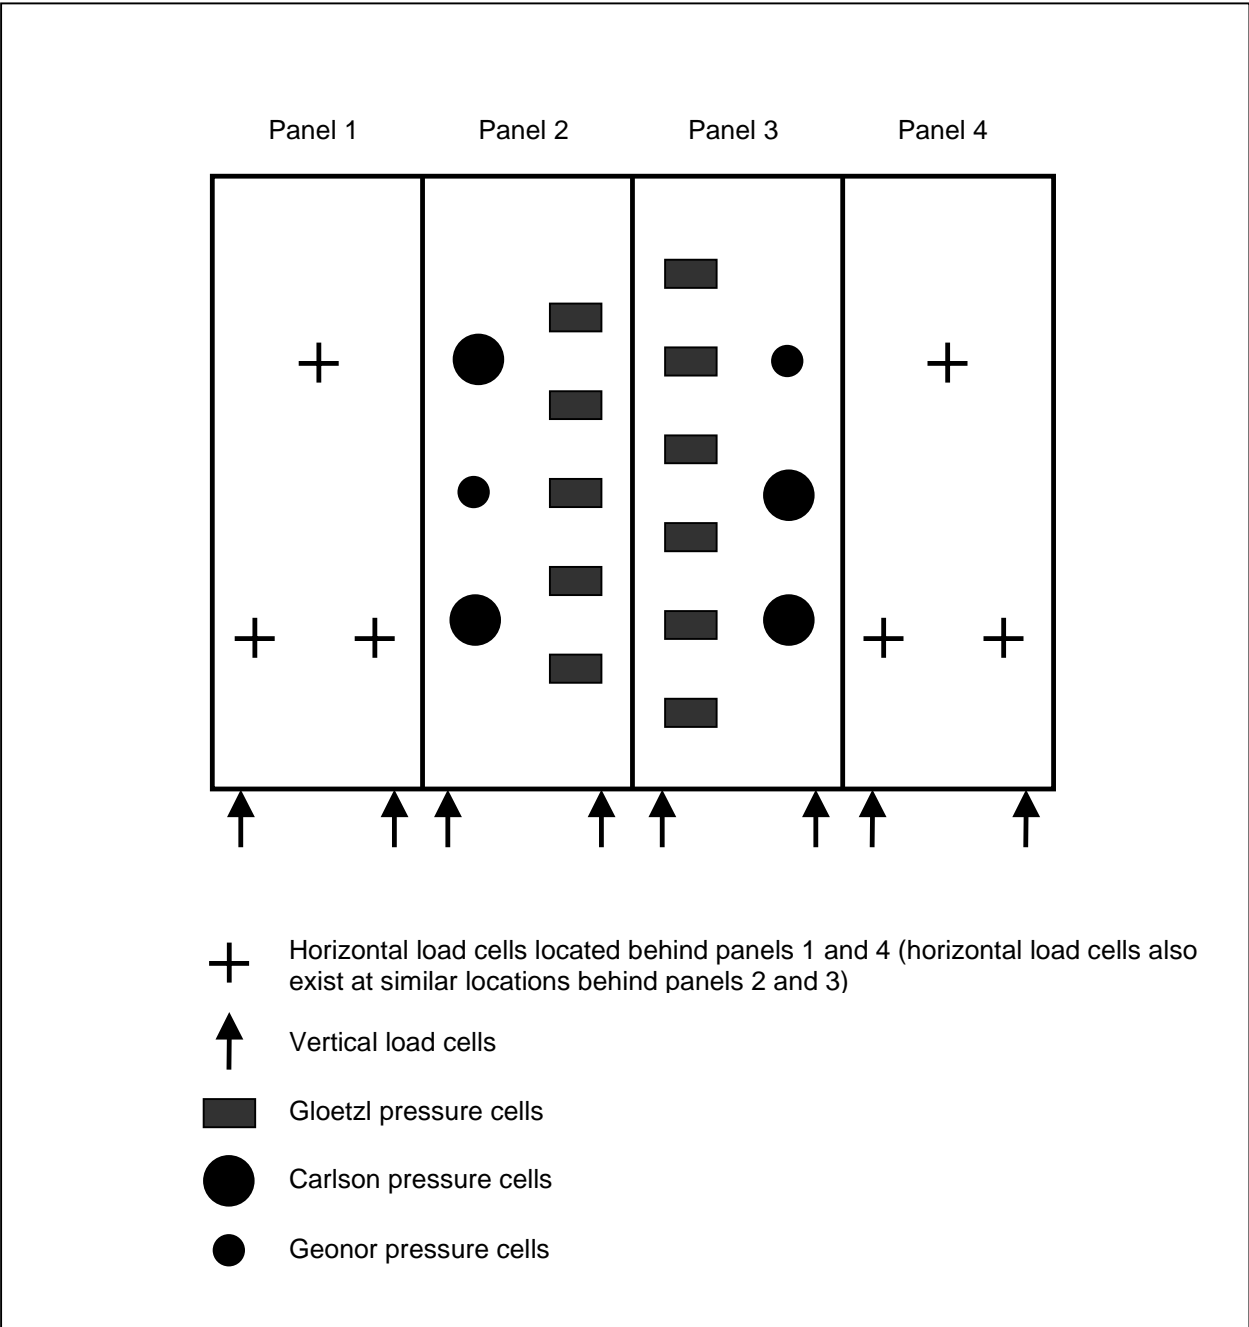 Panel 1 Panel 2 Panel 3 Panel 4
Horizontal load cells located behind panels 1 and 4 (horizontal load cells also
exist at similar locations behind panels 2 and 3)
Vertical load cells
Gloetzl pressure cells
Carlson pressure cells
Geonor pressure cells